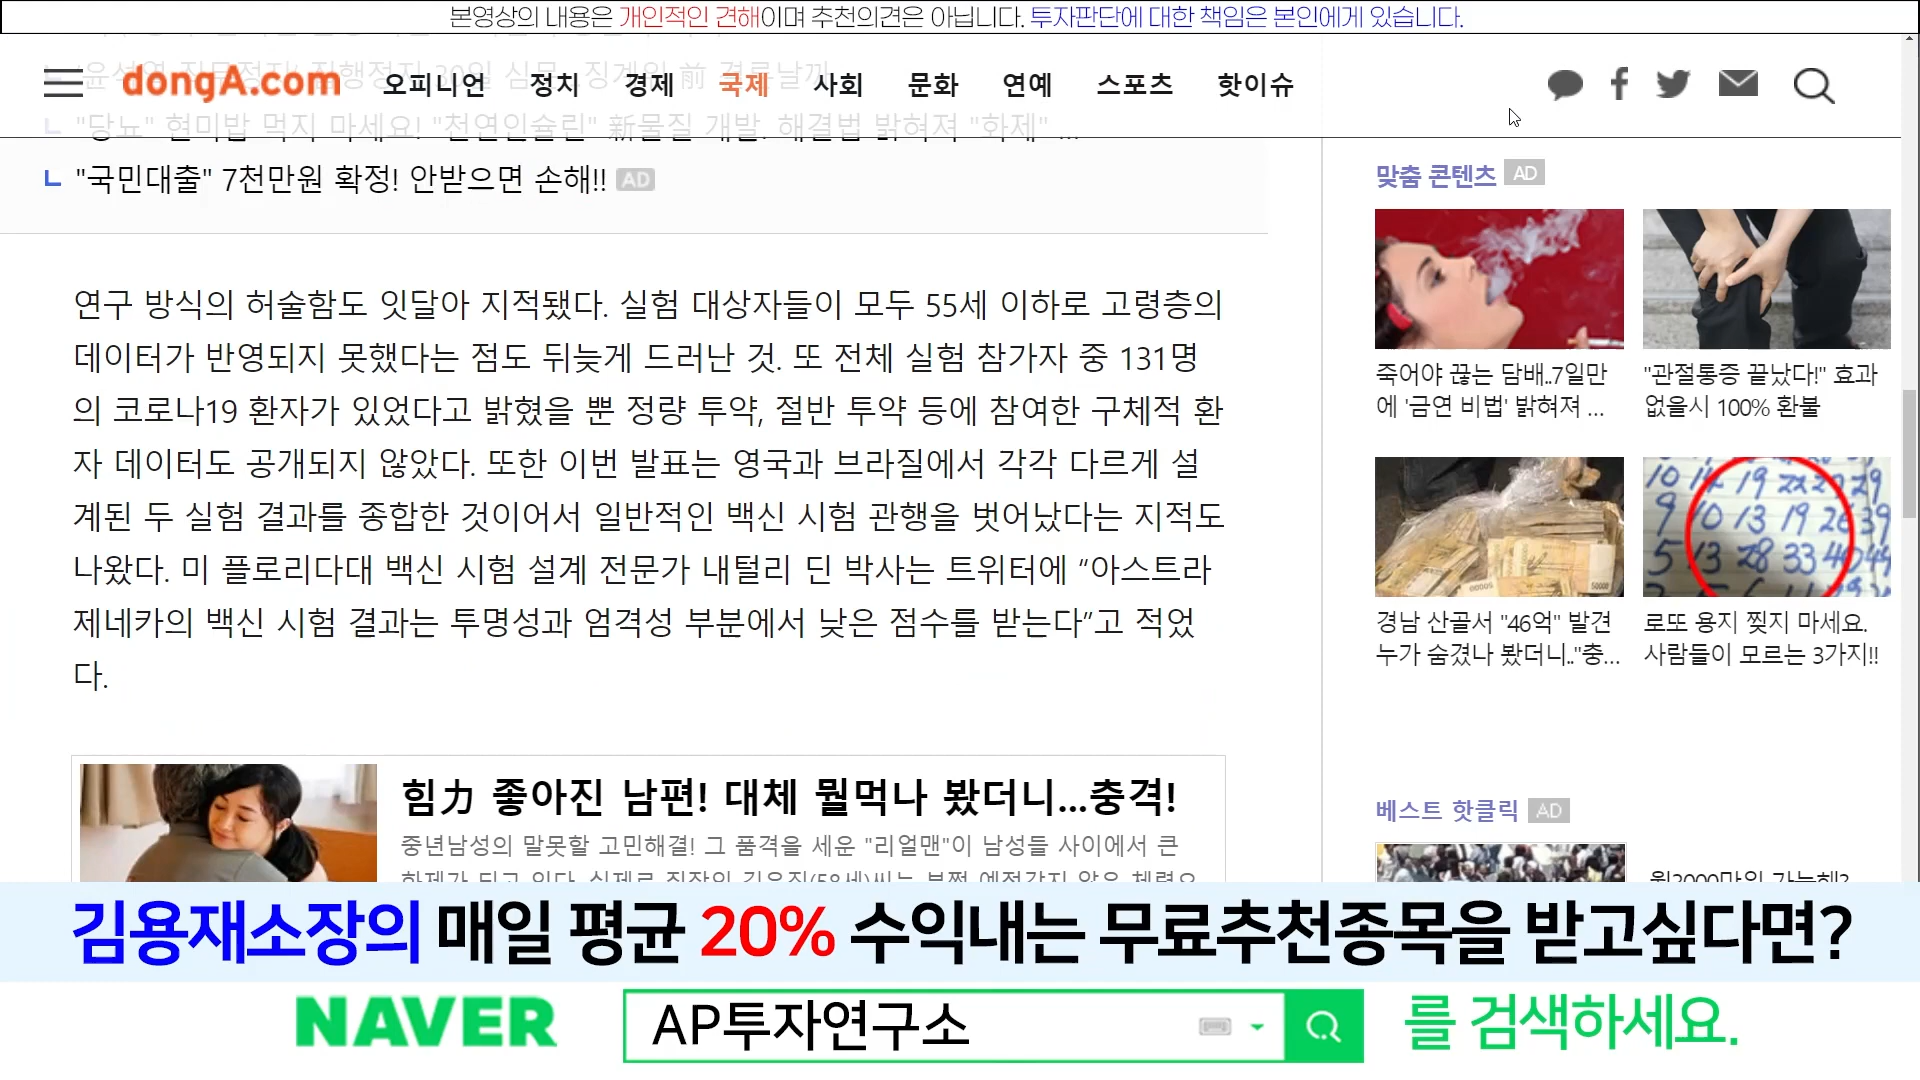 본영상의 내용은 개인적인 견해이며 추천의견은 아닙니다. 투자판단에 대한 책임은 본인에게 있습니다.
dongA.com 오피니언 정치 경제 국제 사회 문화 연예 스포츠 핫이슈
"당뇨" 현미밥 먹지 마세요! "천연인슐린" 新물질 개발! 해결법 밝혀져 "화제" ...
"국민대출" 7천만원 확정! 안받으면 손해!! AD
연구 방식의 허술함도 잇달아 지적됐다. 실험 대상자들이 모두 55세 이하로 고령층의
데이터가 반영되지 못했다는 점도 뒤늦게 드러난 것. 또 전체 실험 참가자 중 131명
의 코로나19 환자가 있었다고 밝혔을 뿐 정량 투약, 절반 투약 등에 참여한 구체적 환
자 데이터도 공개되지 않았다. 또한 이번 발표는 영국과 브라질에서 각각 다르게 설
계된 두 실험 결과를 종합한 것이어서 일반적인 백신 시험 관행을 벗어났다는 지적도
나왔다. 미 플로리다대 백신 시험 설계 전문가 내털리 딘 박사는 트위터에 “아스트라
제네카의 백신 시험 결과는 투명성과 엄격성 부분에서 낮은 점수를 받는다”고 적었
다.
힘力 좋아진 남편! 대체 뭘먹나 봤더니...충격!
중년남성의 말못할 고민해결! 그 품격을 세운 "리얼맨"이 남성들 사이에서 큰
맞춤 콘텐츠 AD
죽어야 끊는 담배..7일만
에 '금연 비법' 밝혀져 ...
"관절통증 끝났다!" 효과
없을시 100% 환불
경남 산골서 "46억" 발견
누가 숨겼나 봤더니.."충...
로또 용지 찢지 마세요.
사람들이 모르는 3가지!!
베스트 핫클릭 AD
김용재소장의 매일 평균 20% 수익내는 무료추천종목을 받고싶다면?
NAVER AP투자연구소 를 검색하세요.